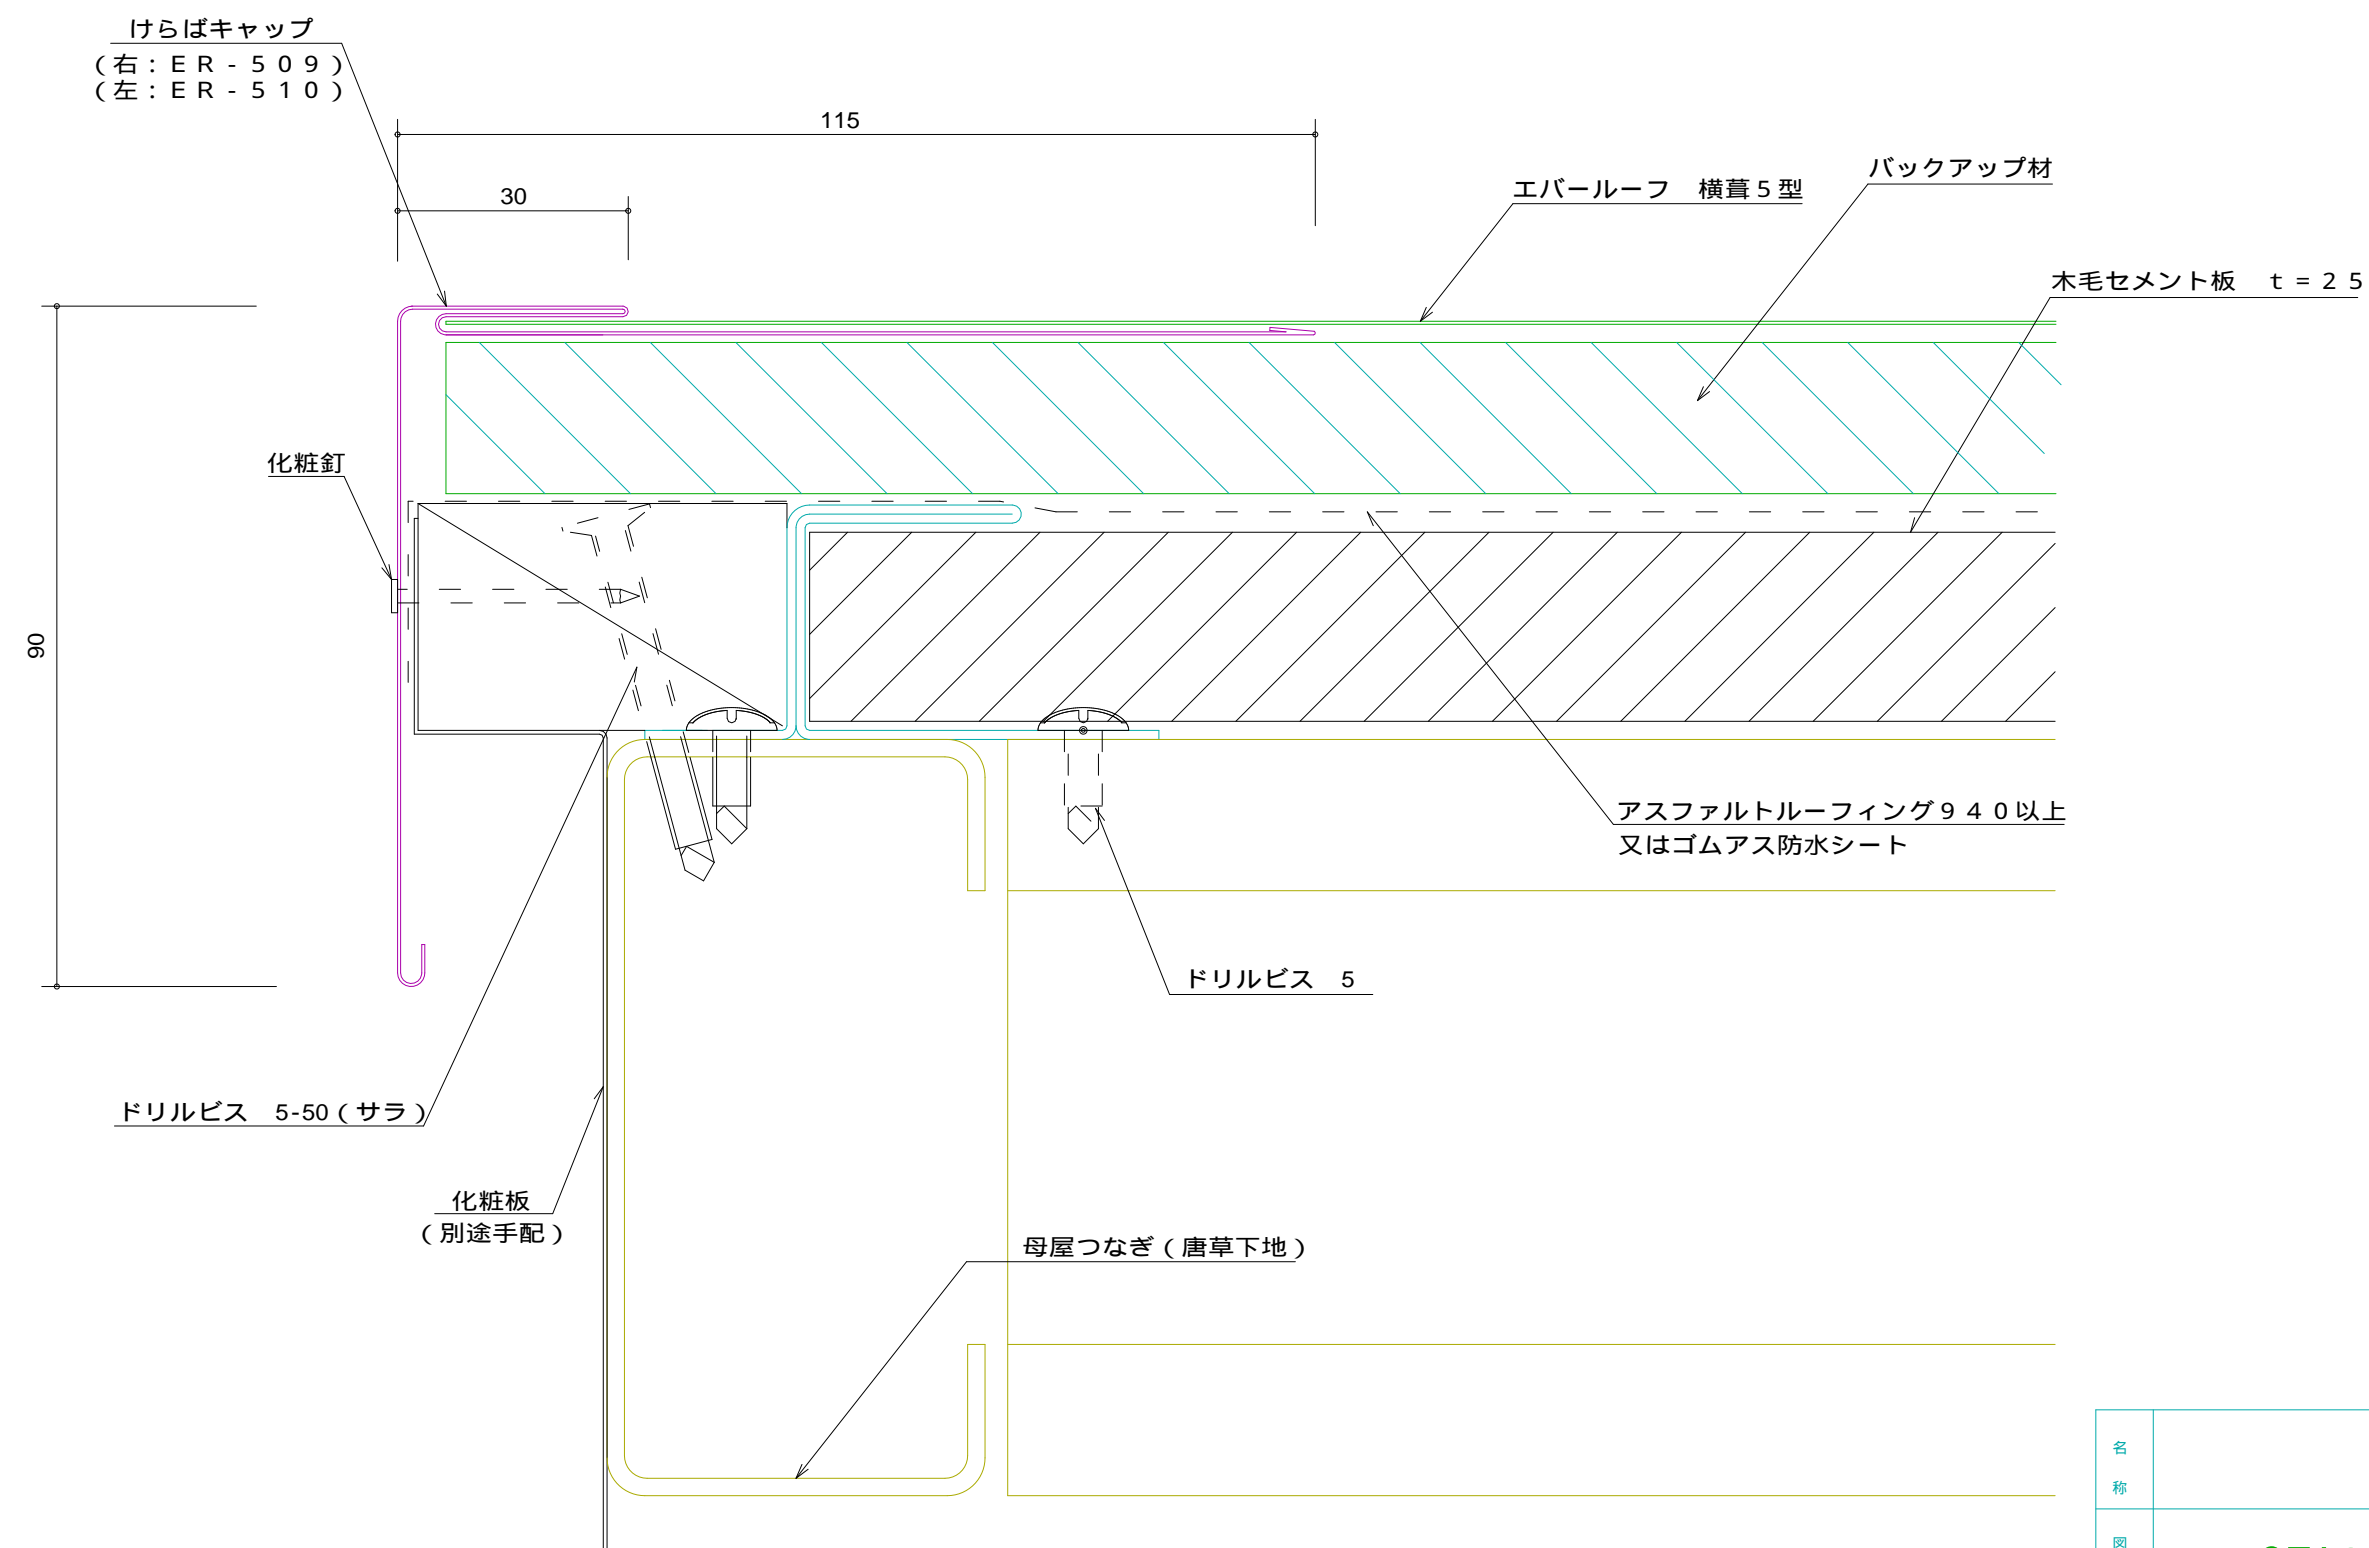 けらばキャップ
（右：ＥＲ-５０９）
（左：ＥＲ-５１０）
115
30
エバールーフ　横葺５型
バックアップ材
木毛セメント板　ｔ＝２５
化粧釘
90
アスファルトルーフィング９４０以上
又はゴムアス防水シート
ドリルビス　5
ドリルビス　5-50（サラ）
化粧板
（別途手配）
母屋つなぎ（唐草下地）
名
称
図